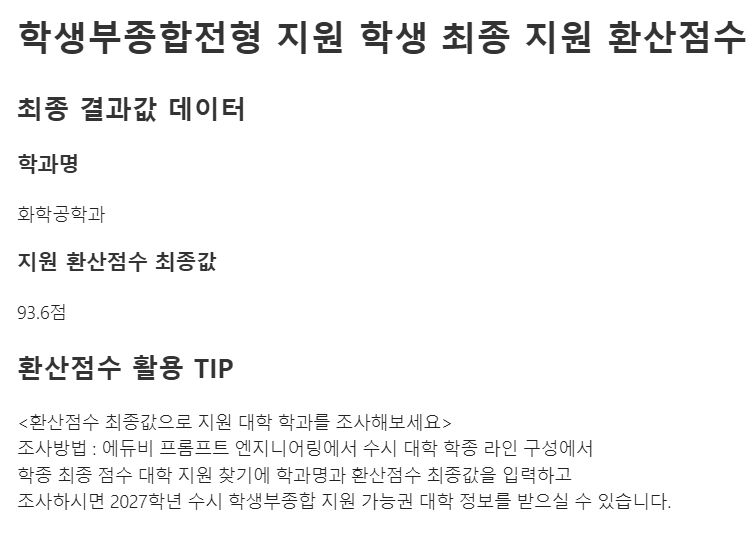 학생부종합전형 지원 학생 최종 지원 환산점수
최종 결과값 데이터
학과명
화학공학과
지원 환산점수 최종값
93.6점
환산점수 활용 TIP
<환산점수 최종값으로 지원 대학 학과를 조사해보세요>
조사방법 : 에듀비 프롬프트 엔지니어링에서 수시 대학 학종 라인 구성에서
학종 최종 점수 대학 지원 찾기에 학과명과 환산점수 최종값을 입력하고
조사하시면 2027학년 수시 학생부종합 지원 가능권 대학 정보를 받으실 수 있습니다.